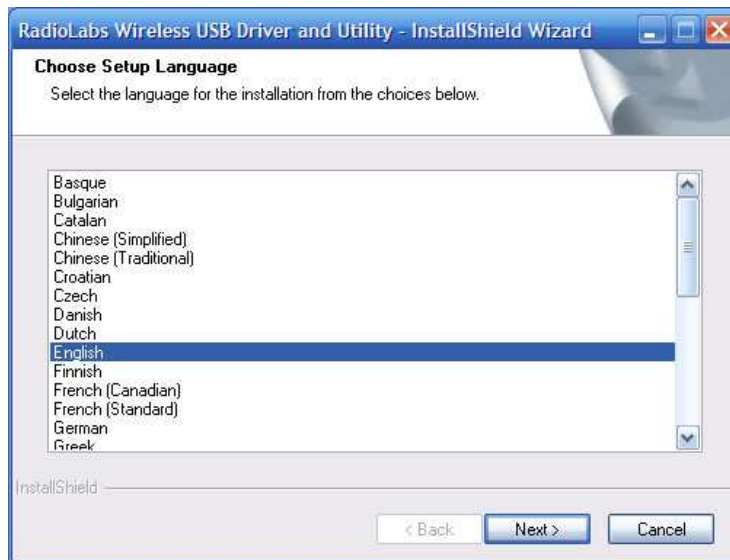 RadioLabs Wireless USB Driver and Utility - InstallShield Wizard
Choose Setup Language
Select the language for the installation from the choices below.
Basque
Bulgarian
Catalan
Chinese (Simplified)
Chinese (Traditional)
Croatian
Czech
Danish
Dutch
English
Finnish
French (Canadian)
French (Standard)
German
Greek
InstallShield
< Back
Next >
Cancel